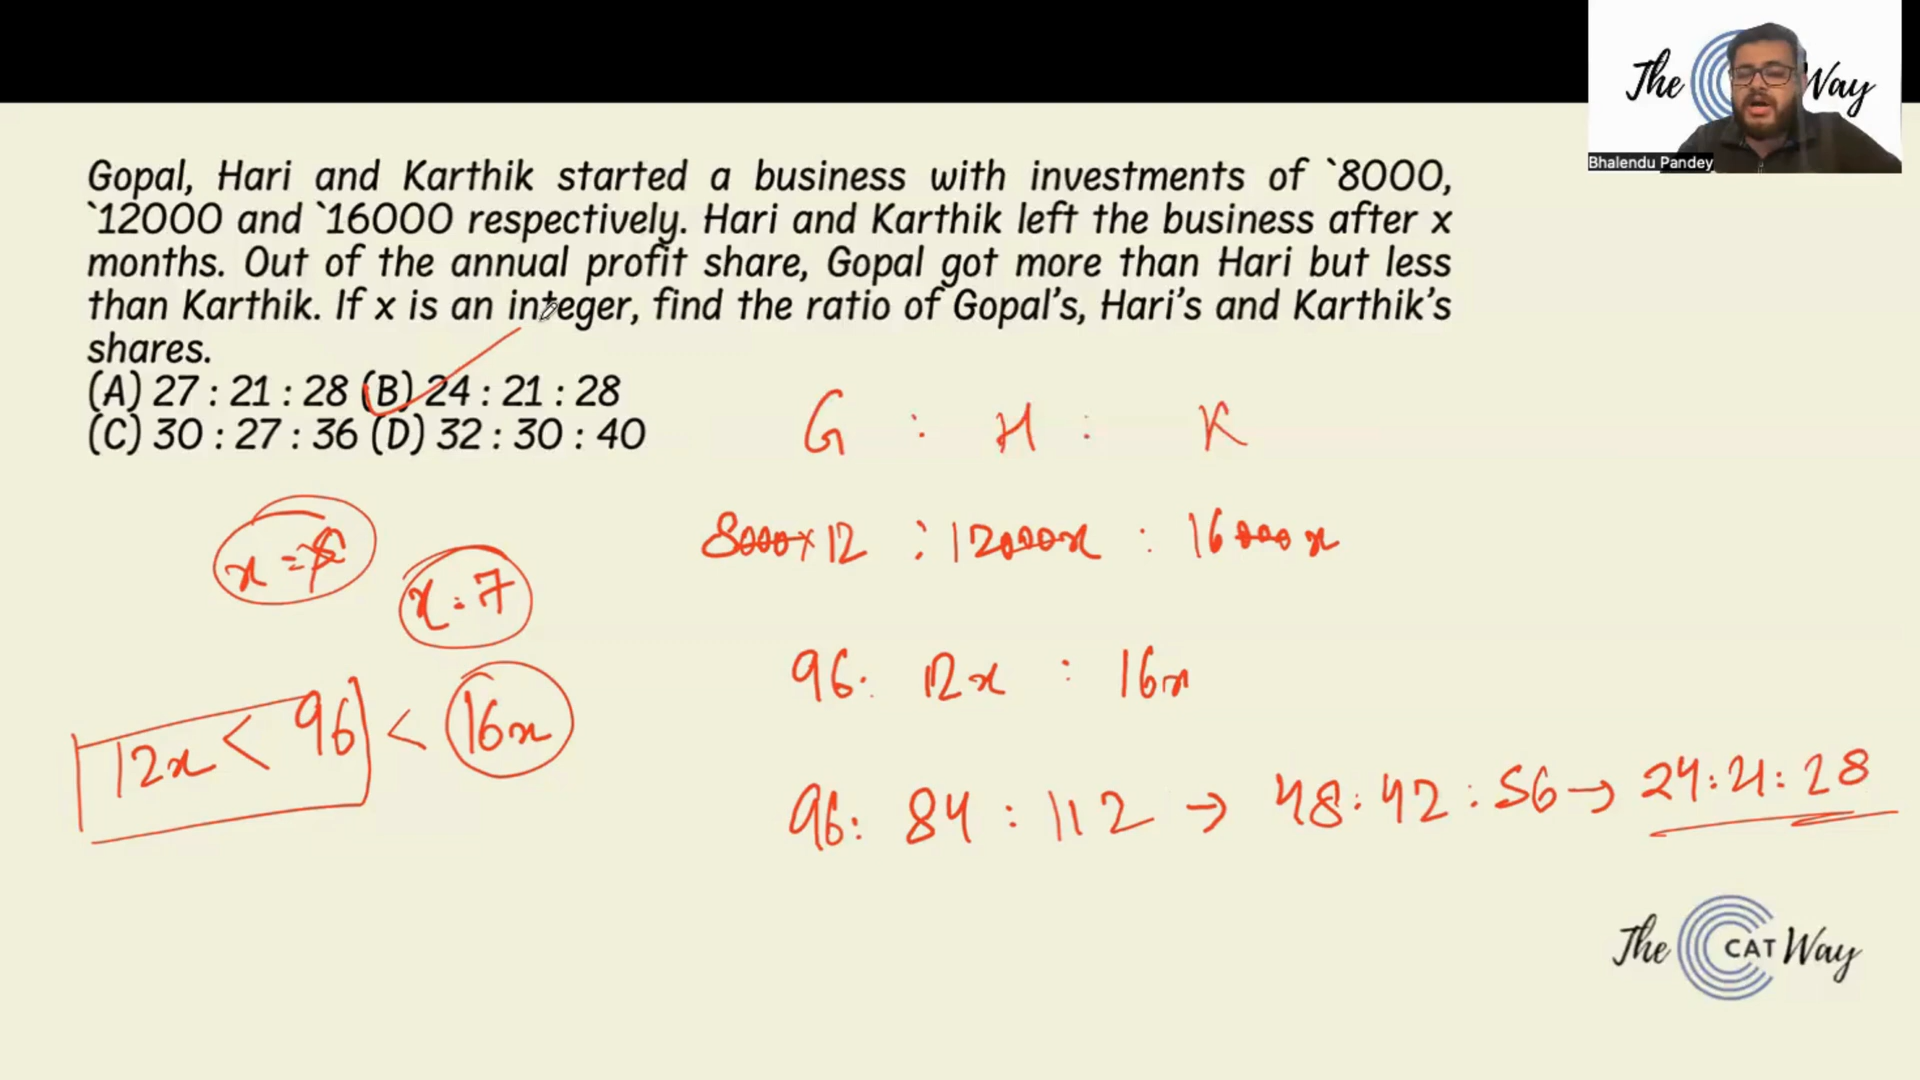 The C Way
Bhalendu Pandey
Gopal, Hari and Karthik started a business with investments of `8000,
`12000 and `16000 respectively. Hari and Karthik left the business after x
months. Out of the annual profit share, Gopal got more than Hari but less
than Karthik. If x is an integer, find the ratio of Gopal's, Hari's and Karthik's
shares.
(A) 27 : 21 : 28 (B) 24 : 21 : 28
(C) 30 : 27 : 36 (D) 32 : 30 : 40
G : H : K
8000×12 : 12000x : 16000x
x =
x = 7
96 : 12x : 16x
12x < 96 < 16x
96 : 84 : 112 → 48 : 42 : 56 → 24 : 21 : 28
The CAT Way